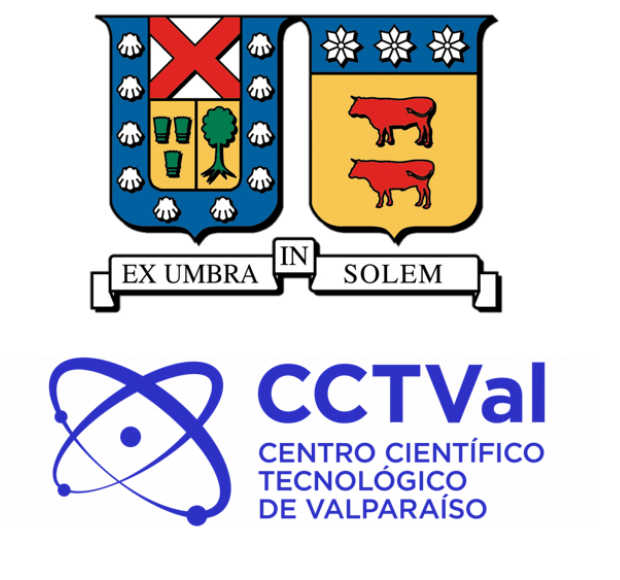 EX UMBRA IN SOLEM
CCTVal
CENTRO CIENTÍFICO
TECNOLÓGICO
DE VALPARAÍSO